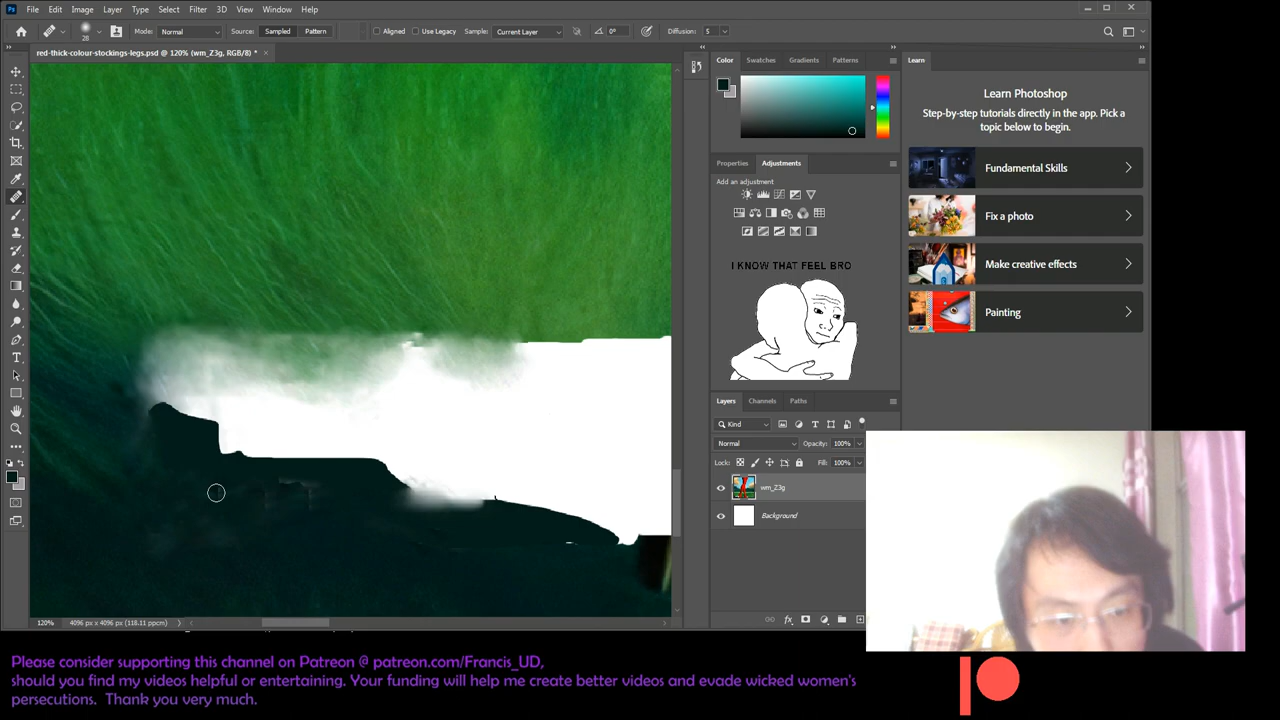 Ps File Edit Image Layer Type Select Filter 3D View Window Help
28 Mode: Normal Source: Sampled Pattern Aligned Use Legacy Sample: Current Layer 0° Diffusion: 5
red-thick-colour-stockings-legs.psd @ 120% (wm_Z3g, RGB/8) * ×
Color Swatches Gradients Patterns
Learn
Learn Photoshop
Step-by-step tutorials directly in the app. Pick a
topic below to begin.
Fundamental Skills
Fix a photo
Make creative effects
Painting
Properties Adjustments
Add an adjustment
I KNOW THAT FEEL BRO
Layers Channels Paths
Kind
Normal Opacity: 100%
Lock: Fill: 100%
wm_Z3g
Background
fx
120% 4096 px x 4096 px (118.11 ppcm)
Please consider supporting this channel on Patreon @ patreon.com/Francis_UD,
should you find my videos helpful or entertaining. Your funding will help me create better videos and evade wicked women's
persecutions. Thank you very much.